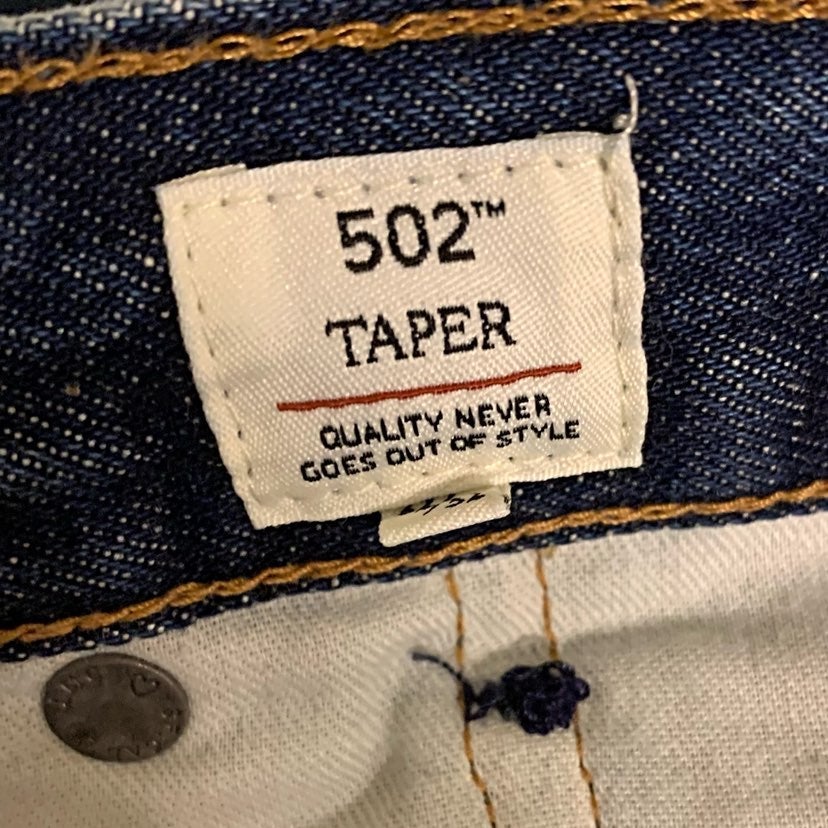 502™
TAPER
QUALITY NEVER
GOES OUT OF STYLE